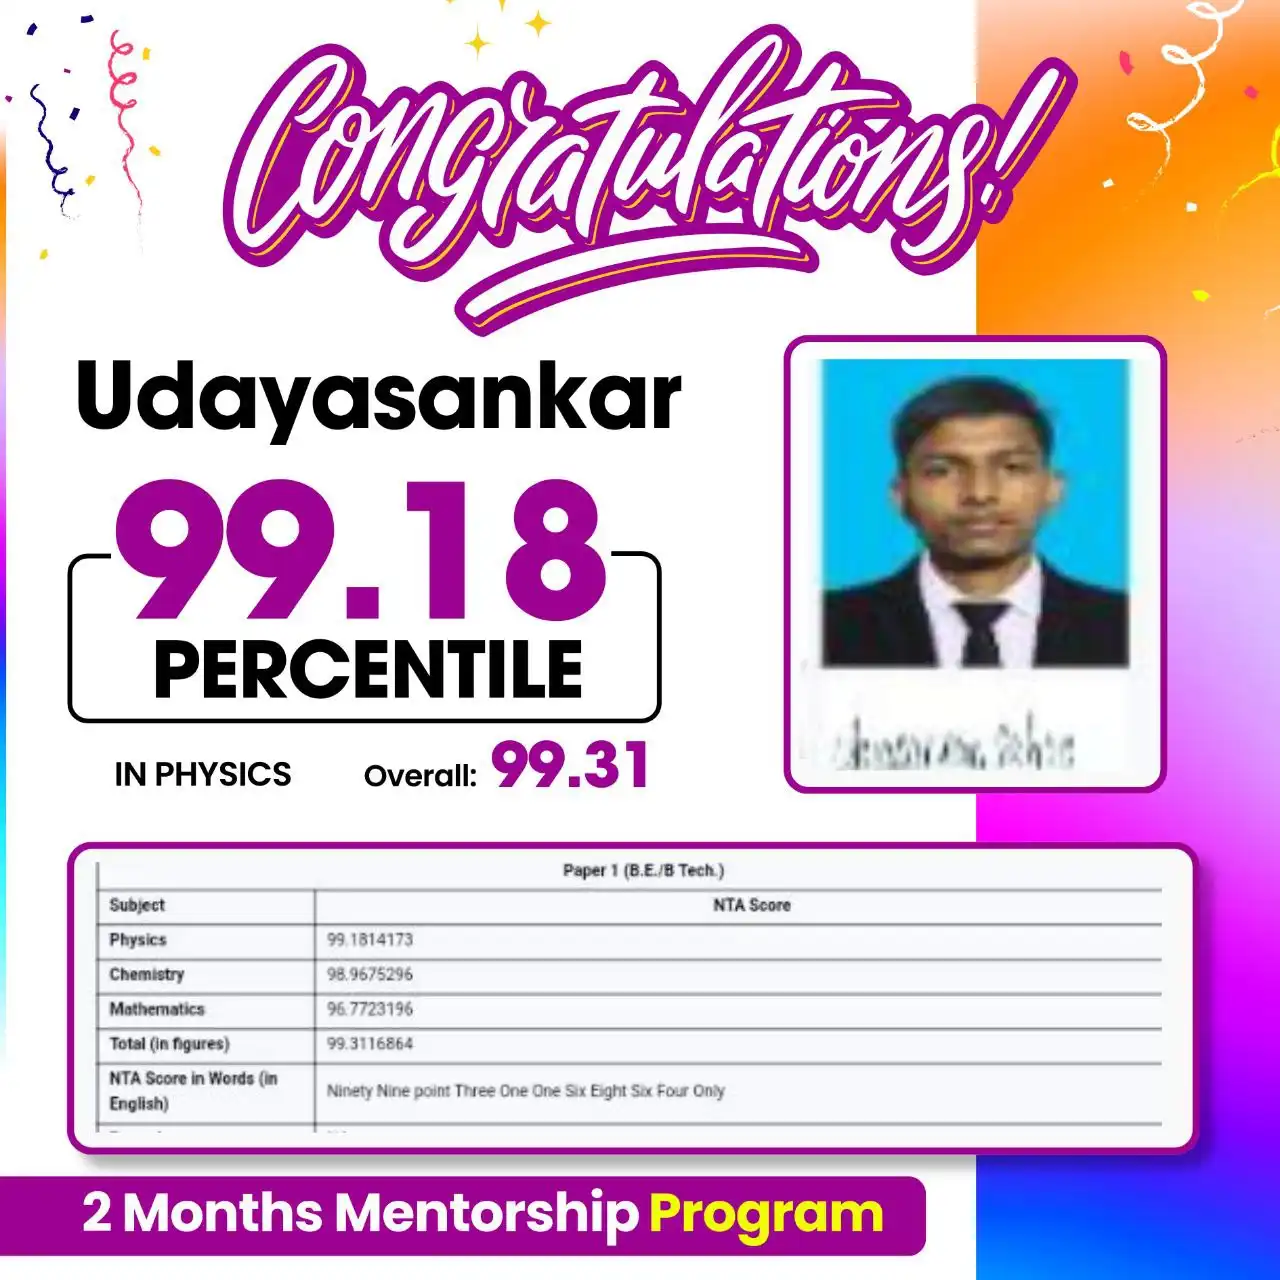 Congratulations!
Udayasankar
99.18
PERCENTILE
IN PHYSICS Overall: 99.31
Paper 1 (B.E./B Tech.)
Subject NTA Score
Physics 99.1814173
Chemistry 98.9675296
Mathematics 96.7723196
Total (in figures) 99.3116864
NTA Score in Words (in English) Ninety Nine point Three One One Six Eight Six Four Only
2 Months Mentorship Program